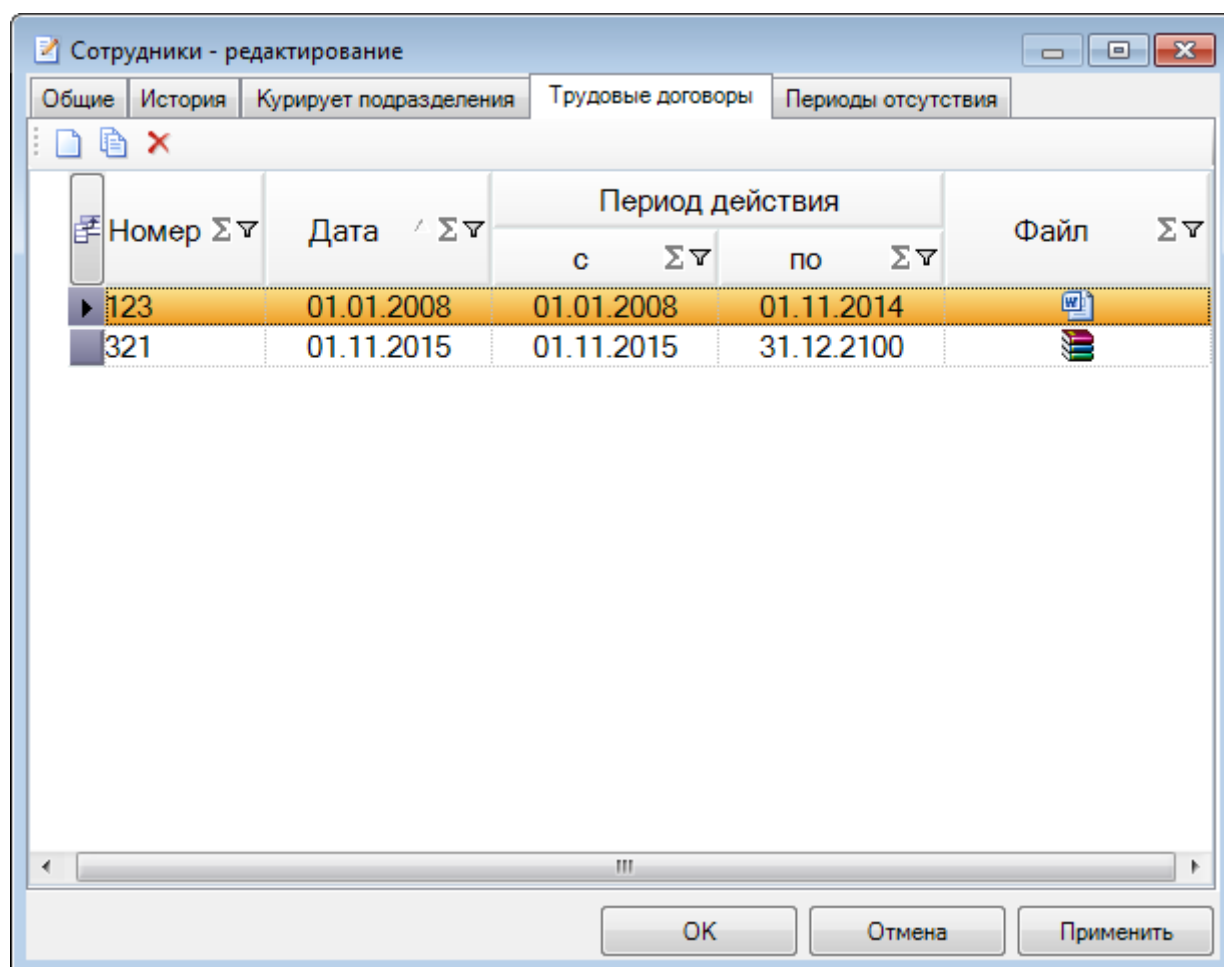 Сотрудники - редактирование
Общие История Курирует подразделения Трудовые договоры Периоды отсутствия
Период действия
Номер Σ Дата Σ Файл Σ
с Σ по Σ
123 01.01.2008 01.01.2008 01.11.2014
321 01.11.2015 01.11.2015 31.12.2100
OK Отмена Применить